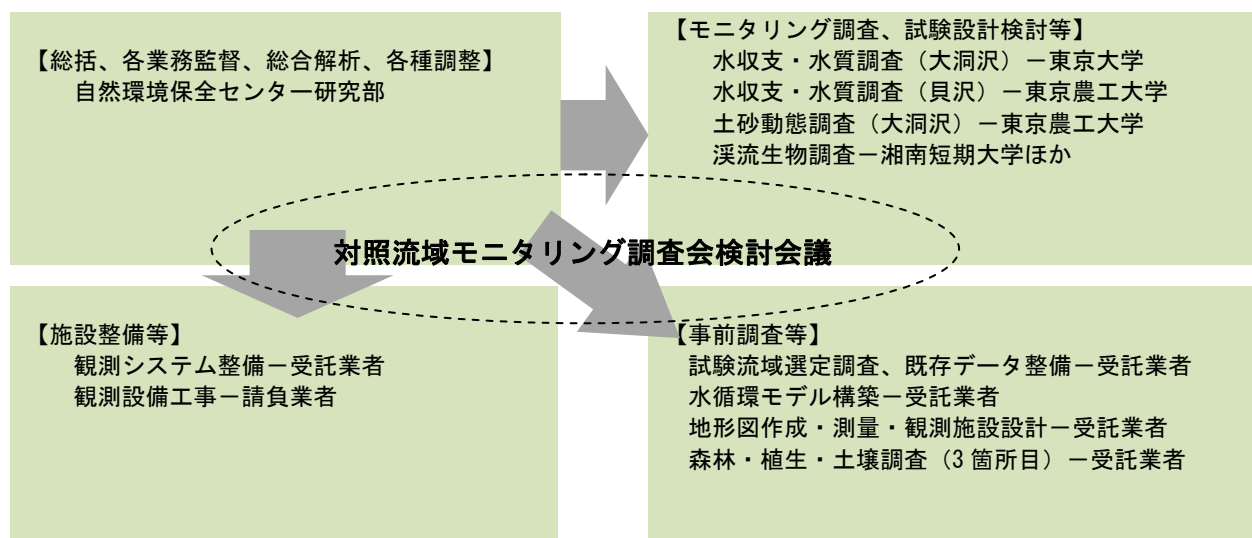 【総括、各業務監督、総合解析、各種調整】
自然環境保全センター研究部
【モニタリング調査、試験設計検討等】
水収支・水質調査（大洞沢）－東京大学
水収支・水質調査（貝沢）－東京農工大学
土砂動態調査（大洞沢）－東京農工大学
渓流生物調査－湘南短期大学ほか
対照流域モニタリング調査会検討会議
【施設整備等】
観測システム整備－受託業者
観測設備工事－請負業者
【事前調査等】
試験流域選定調査、既存データ整備－受託業者
水循環モデル構築－受託業者
地形図作成・測量・観測施設設計－受託業者
森林・植生・土壌調査（3 箇所目）－受託業者